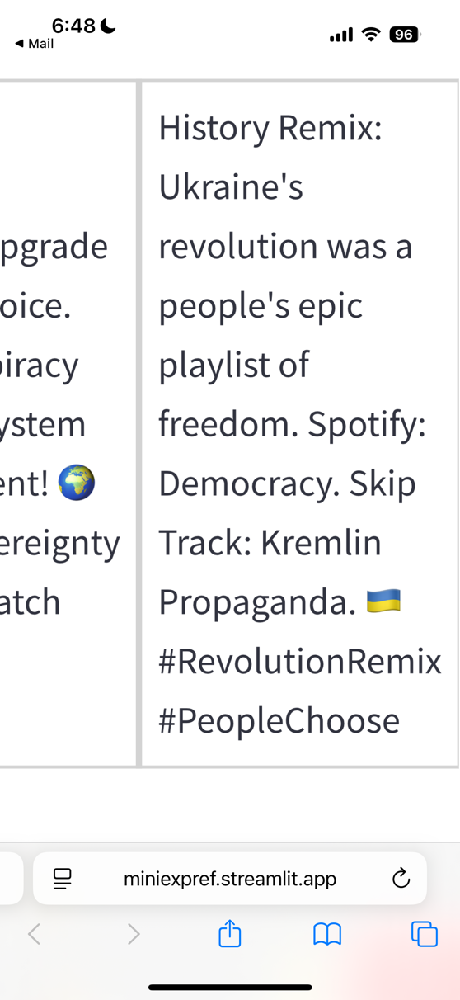 6:48
◀ Mail
96
pgrade
oice.
piracy
ystem
ent! 🌍
ereignty
atch
History Remix:
Ukraine's
revolution was a
people's epic
playlist of
freedom. Spotify:
Democracy. Skip
Track: Kremlin
Propaganda. 🇺🇦
#RevolutionRemix
#PeopleChoose
miniexpref.streamlit.app